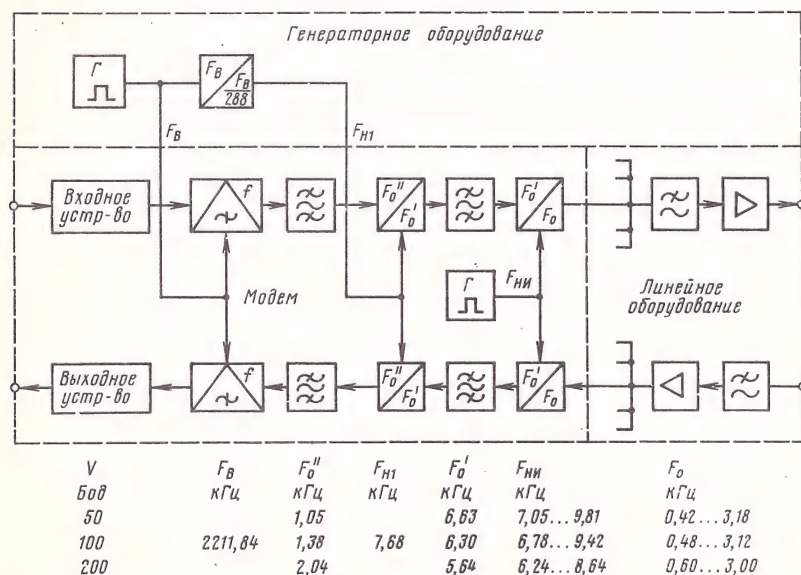 Генераторное оборудование
Г
F_В
F_В/288
F_В
F_Н1
Входное
устр-во
f
F_0''
F_0'
F_0'
F_0
Г
F_НИ
Модем
Линейное
оборудование
Выходное
устр-во
f
F_0''
F_0'
F_0'
F_0
V F_В F_0'' F_Н1 F_0' F_НИ F_0
Бод кГц кГц кГц кГц кГц кГц
50 1,05 6,63 7,05...9,81 0,42...3,18
100 2211,84 1,38 7,68 6,30 6,78...9,42 0,48...3,12
200 2,04 5,64 6,24...8,64 0,60...3,00